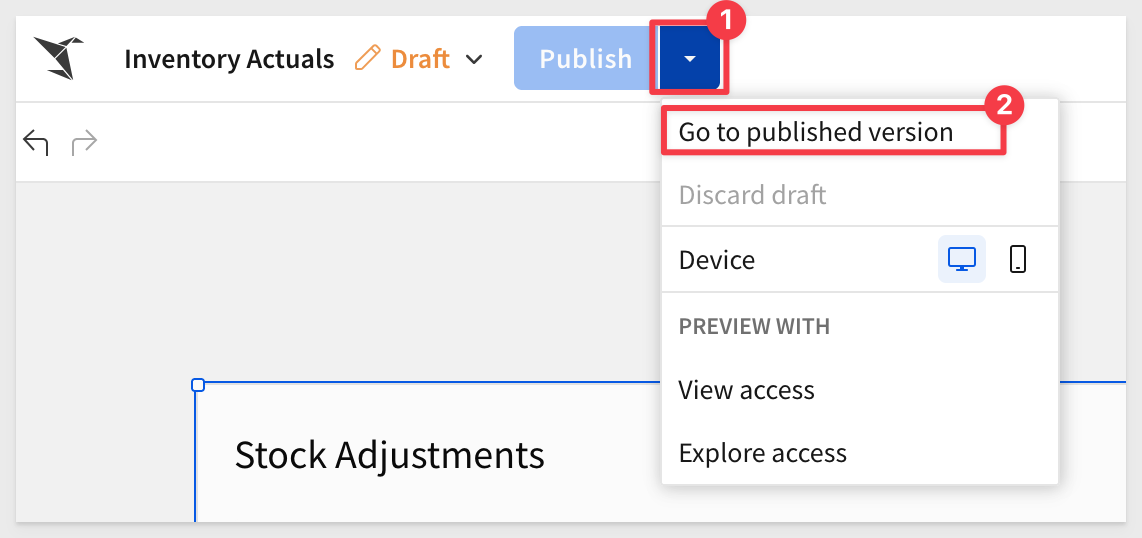 Inventory Actuals Draft Publish 1
2
Go to published version
Discard draft
Device
PREVIEW WITH
View access
Explore access
Stock Adjustments